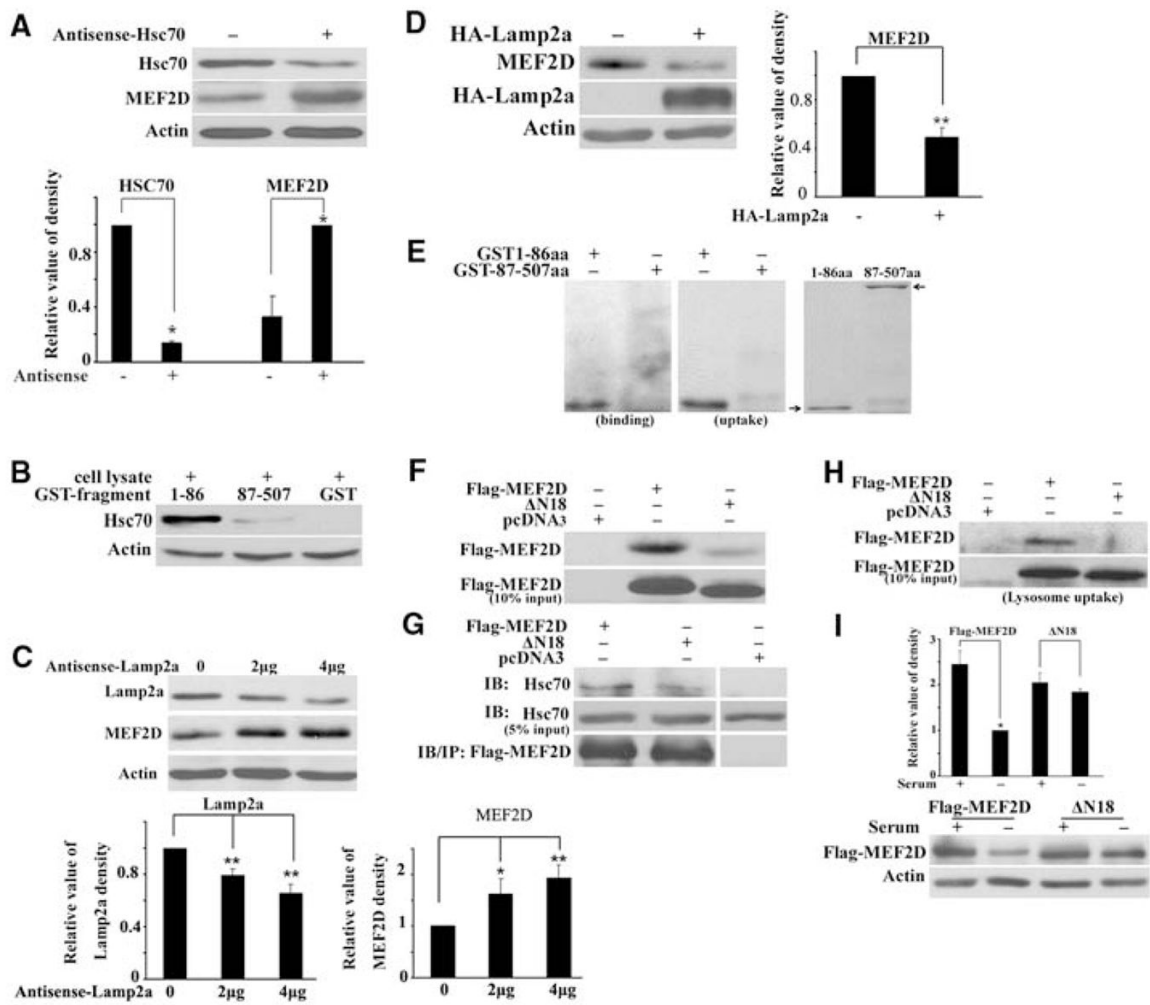 A
Antisense-Hsc70 – +
Hsc70
MEF2D
Actin
Relative value of density
HSC70 MEF2D
0.8
0.4
0
* *
Antisense - + - +
B
cell lysate + + +
GST-fragment 1-86 87-507 GST
Hsc70
Actin
C
Antisense-Lamp2a 0 2µg 4µg
Lamp2a
MEF2D
Actin
Relative value of
Lamp2a density
Lamp2a
0.8
0.4
0
** **
Antisense-Lamp2a 0 2µg 4µg
Relative value of
MEF2D density
MEF2D
2
1
0
* **
0 2µg 4µg
D
HA-Lamp2a – +
MEF2D
HA-Lamp2a
Actin
Relative value of density
MEF2D
0.8
0.4
0
**
HA-Lamp2a - +
E
GST1-86aa + – + –
GST-87-507aa – + – +
1-86aa 87-507aa
(binding) (uptake)
F
Flag-MEF2D – + –
ΔN18 – – +
pcDNA3 + – –
Flag-MEF2D
Flag-MEF2D
(10% input)
G
Flag-MEF2D + – –
ΔN18 – + –
pcDNA3 – – +
IB: Hsc70
IB: Hsc70
(5% input)
IB/IP: Flag-MEF2D
H
Flag-MEF2D – + –
ΔN18 – – +
pcDNA3 + – –
Flag-MEF2D
Flag-MEF2D
(10% input)
(Lysosome uptake)
I
Relative value of density
Flag-MEF2D ΔN18
3
2
1
0
*
Serum + – + –
Flag-MEF2D ΔN18
Serum + – + –
Flag-MEF2D
Actin